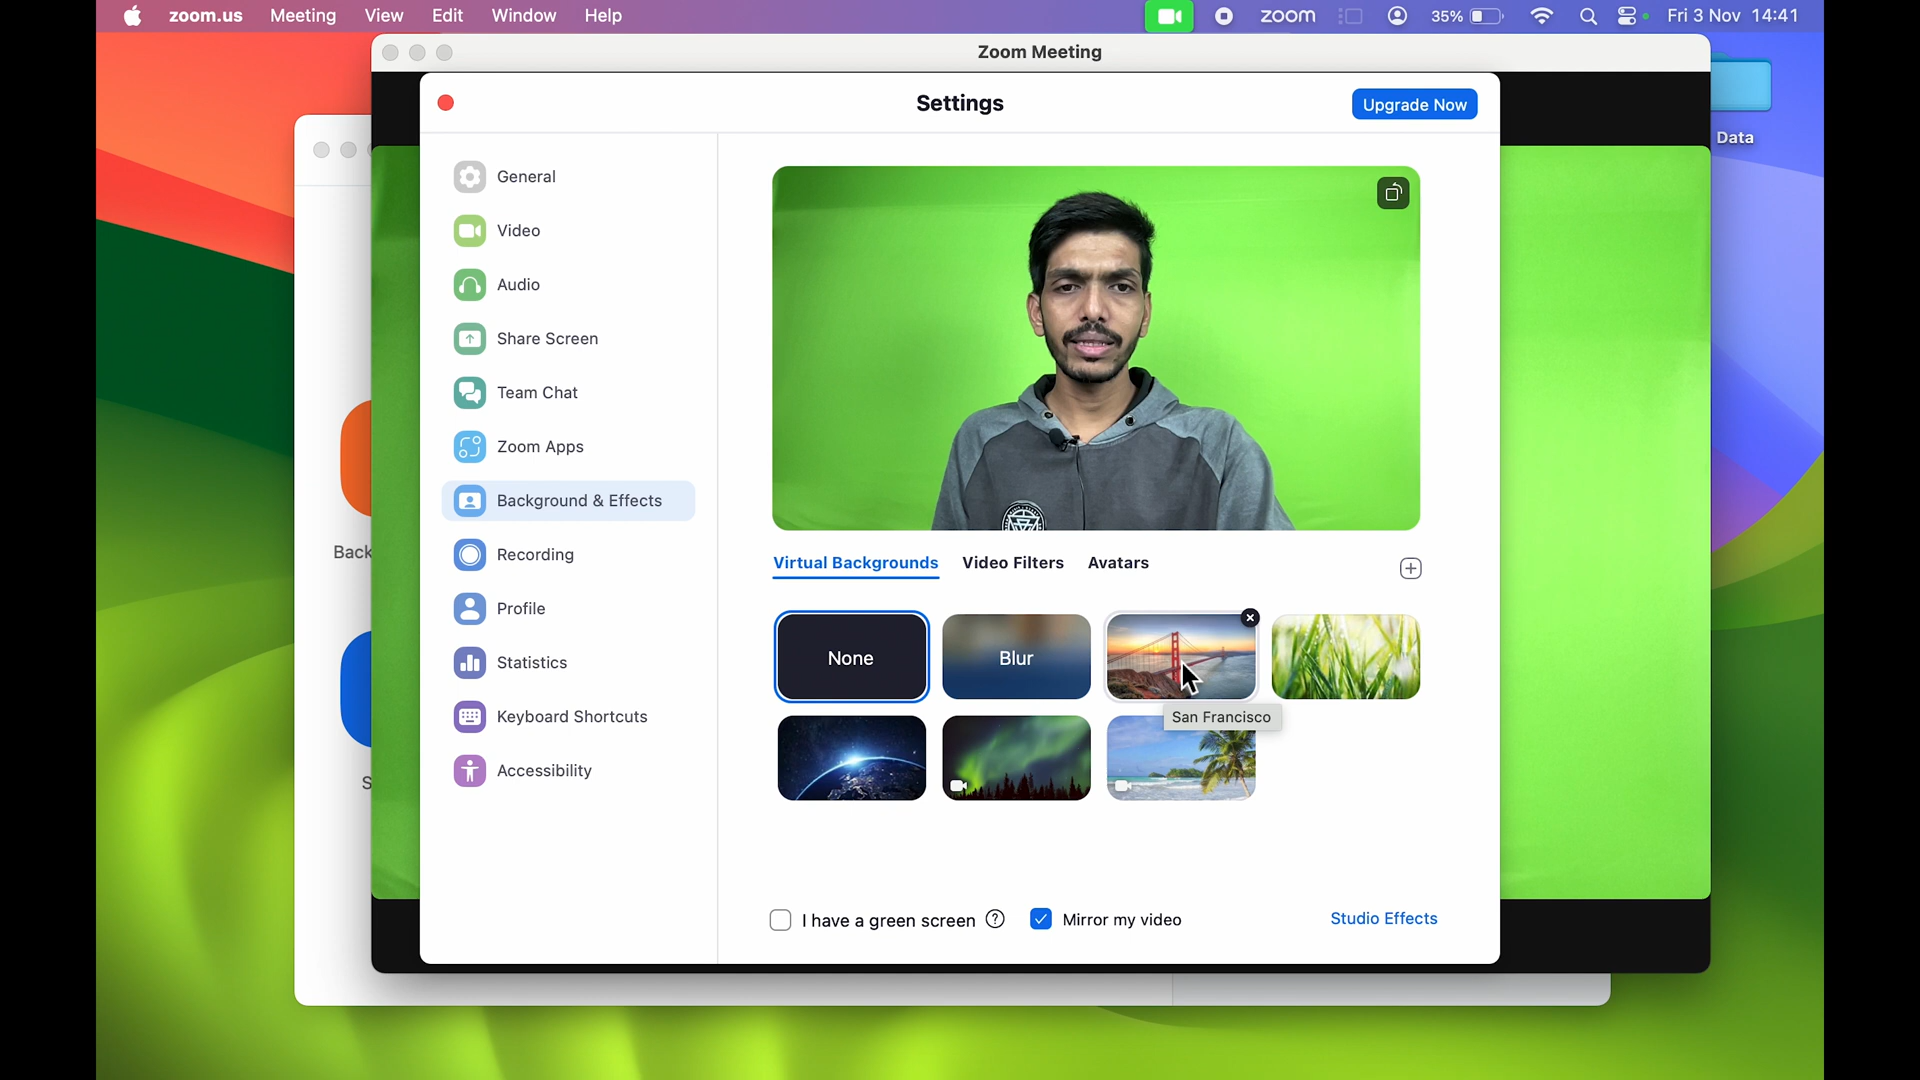 zoom.us Meeting View Edit Window Help zoom 35% Fri 3 Nov 14:41
Zoom Meeting
Settings
Upgrade Now
Data
General
Video
Audio
Share Screen
Team Chat
Zoom Apps
Background & Effects
Recording
Profile
Statistics
Keyboard Shortcuts
Accessibility
Back
S
Virtual Backgrounds Video Filters Avatars
None
Blur
San Francisco
I have a green screen ?
Mirror my video
Studio Effects